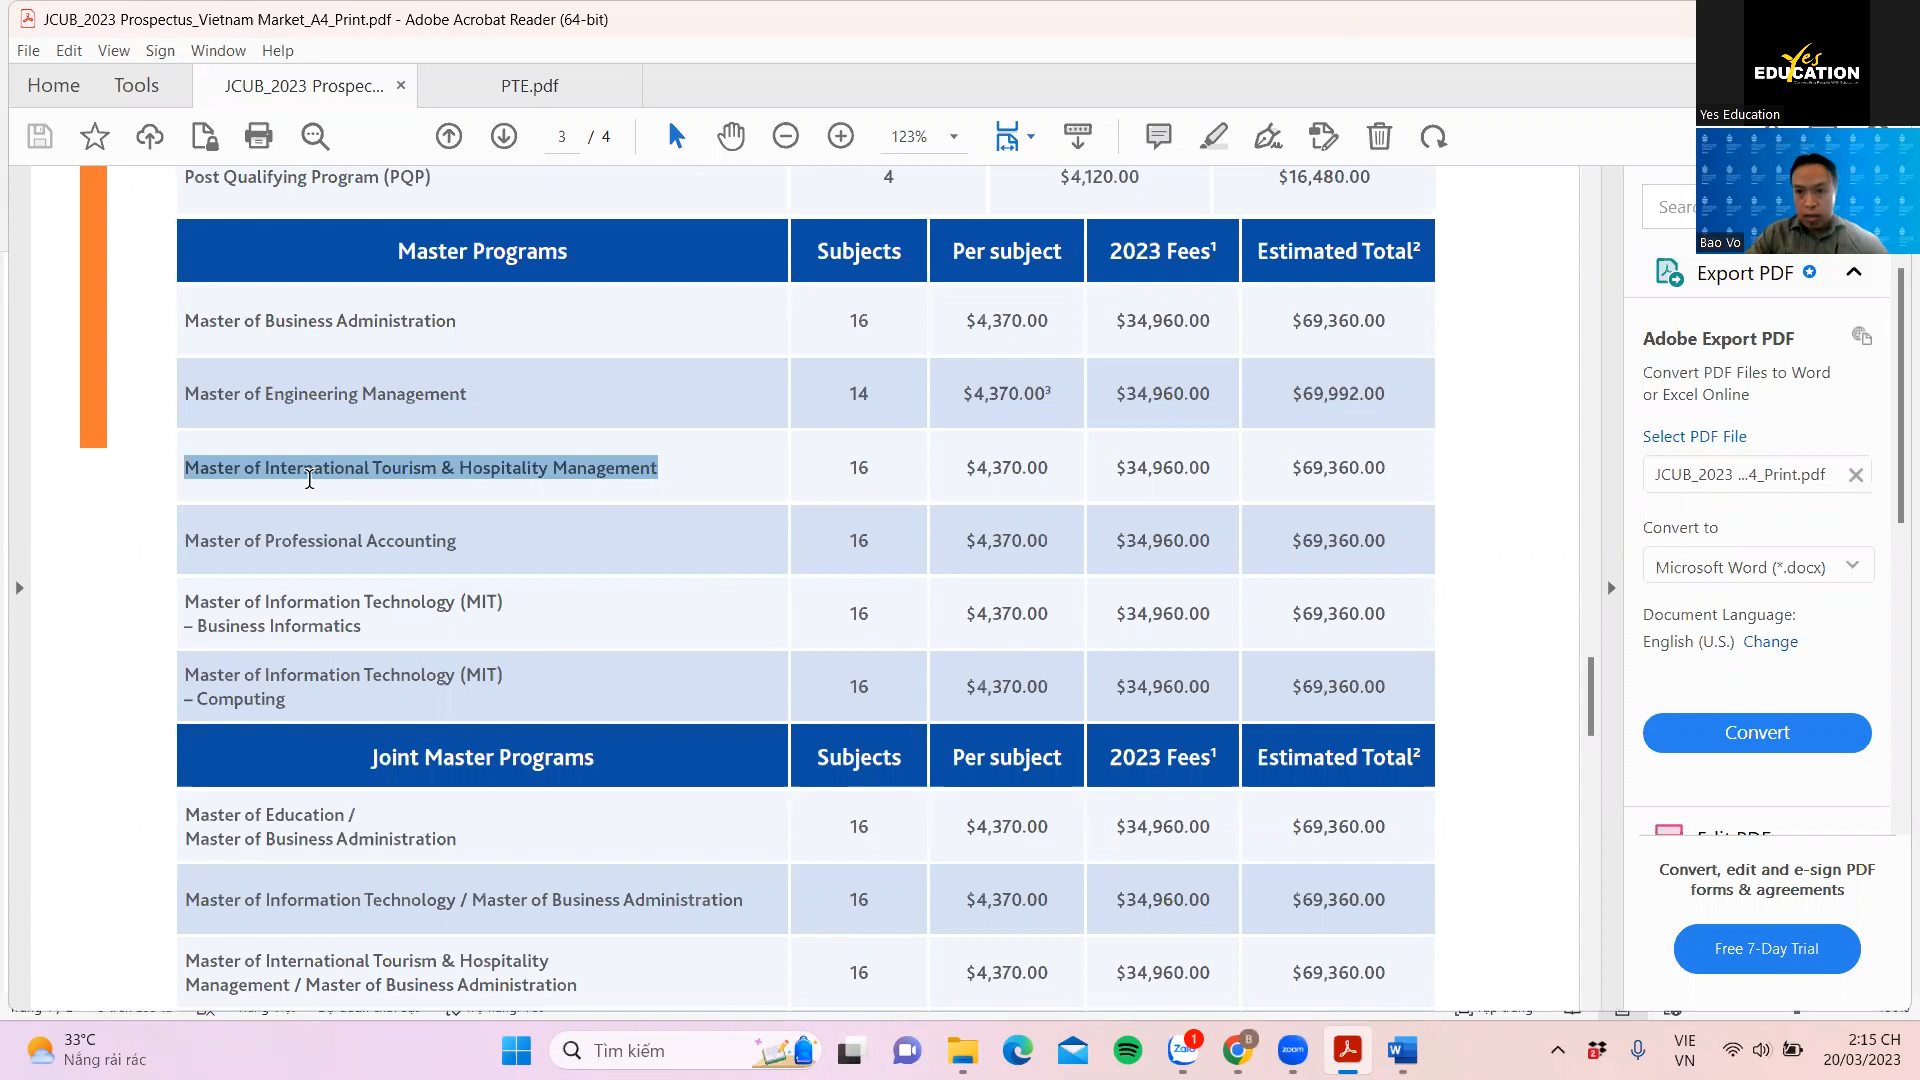 JCUB_2023 Prospectus_Vietnam Market_A4_Print.pdf - Adobe Acrobat Reader (64-bit)
File Edit View Sign Window Help
Home Tools JCUB_2023 Prospec... × PTE.pdf
3 / 4 123%
Yes
EDUCATION
Yes Education
Bao Vo
Post Qualifying Program (PQP) 4 $4,120.00 $16,480.00
Master Programs Subjects Per subject 2023 Fees¹ Estimated Total²
Master of Business Administration 16 $4,370.00 $34,960.00 $69,360.00
Master of Engineering Management 14 $4,370.00³ $34,960.00 $69,992.00
Master of International Tourism & Hospitality Management 16 $4,370.00 $34,960.00 $69,360.00
Master of Professional Accounting 16 $4,370.00 $34,960.00 $69,360.00
Master of Information Technology (MIT)
– Business Informatics 16 $4,370.00 $34,960.00 $69,360.00
Master of Information Technology (MIT)
– Computing 16 $4,370.00 $34,960.00 $69,360.00
Joint Master Programs Subjects Per subject 2023 Fees¹ Estimated Total²
Master of Education /
Master of Business Administration 16 $4,370.00 $34,960.00 $69,360.00
Master of Information Technology / Master of Business Administration 16 $4,370.00 $34,960.00 $69,360.00
Master of International Tourism & Hospitality
Management / Master of Business Administration 16 $4,370.00 $34,960.00 $69,360.00
Sear
Export PDF
Adobe Export PDF
Convert PDF Files to Word
or Excel Online
Select PDF File
JCUB_2023 ...4_Print.pdf
Convert to
Microsoft Word (*.docx)
Document Language:
English (U.S.) Change
Convert
Edit PDF
Convert, edit and e-sign PDF
forms & agreements
Free 7-Day Trial
33°C
Nắng rải rác
Tìm kiếm
Zalo
1
B
zoom
2
VIE
VN
2:15 CH
20/03/2023